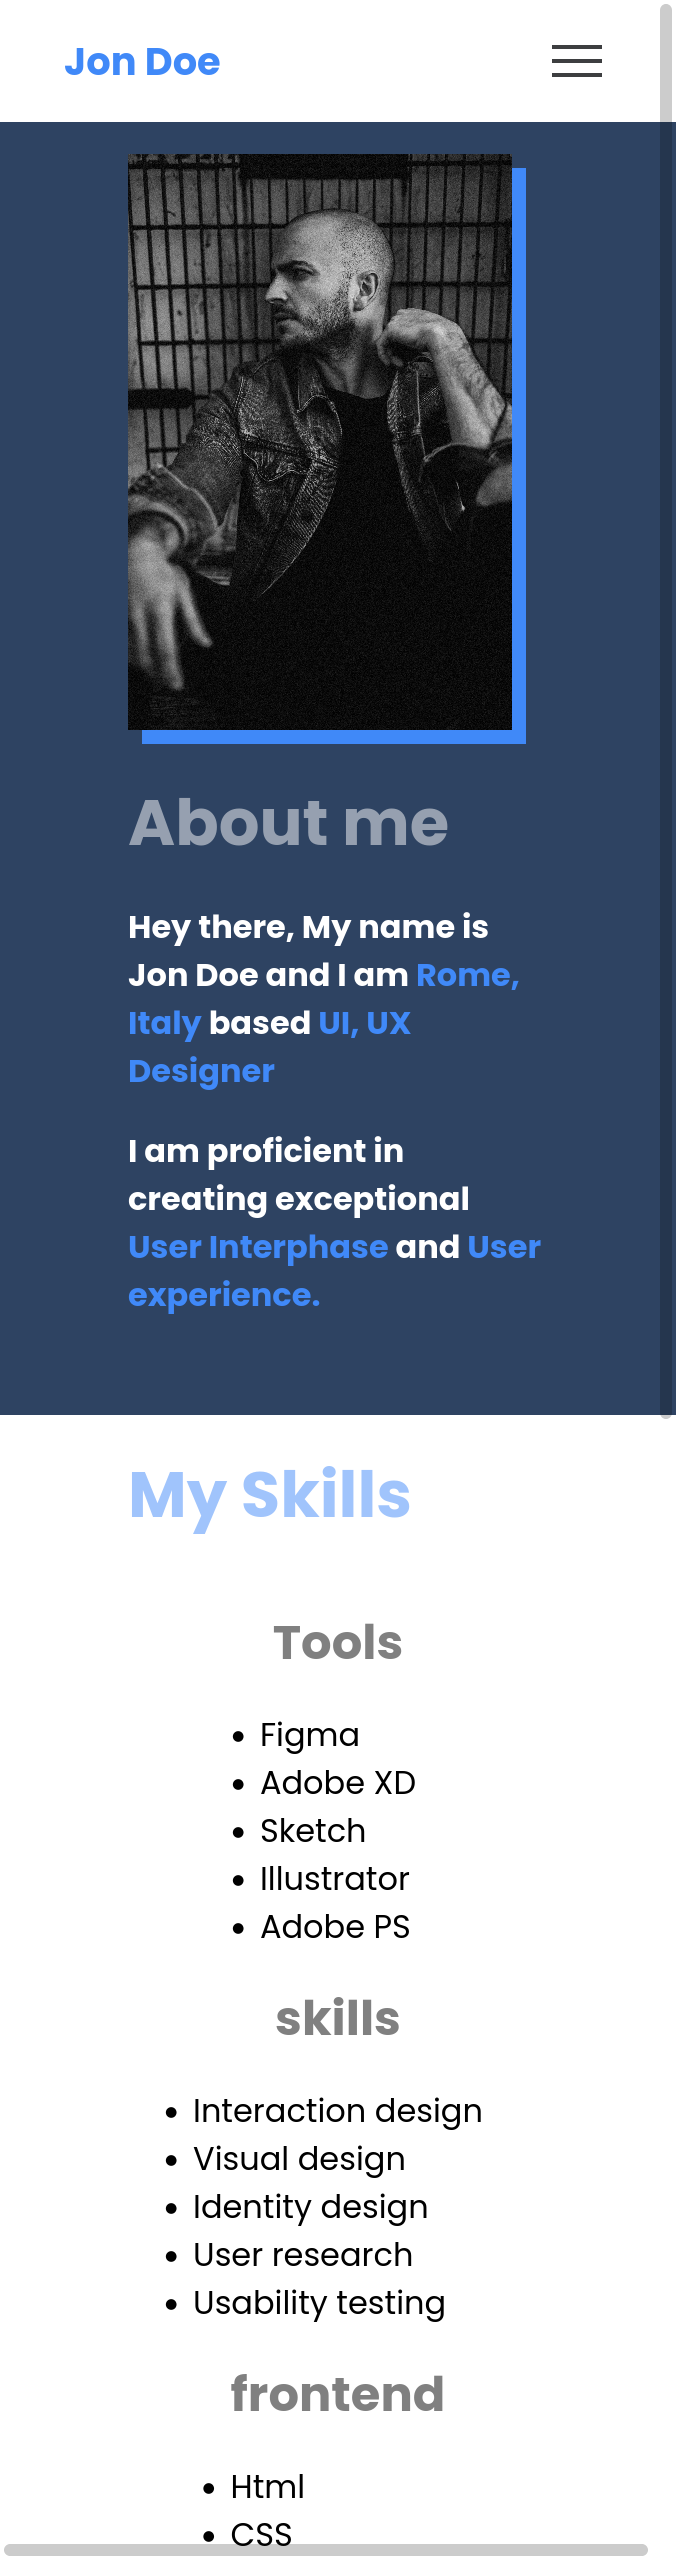 Jon Doe
About me
Hey there, My name is
Jon Doe and I am Rome,
Italy based UI, UX
Designer
I am proficient in
creating exceptional
User Interphase and User
experience.
My Skills
Tools
Figma
Adobe XD
Sketch
Illustrator
Adobe PS
skills
Interaction design
Visual design
Identity design
User research
Usability testing
frontend
Html
CSS